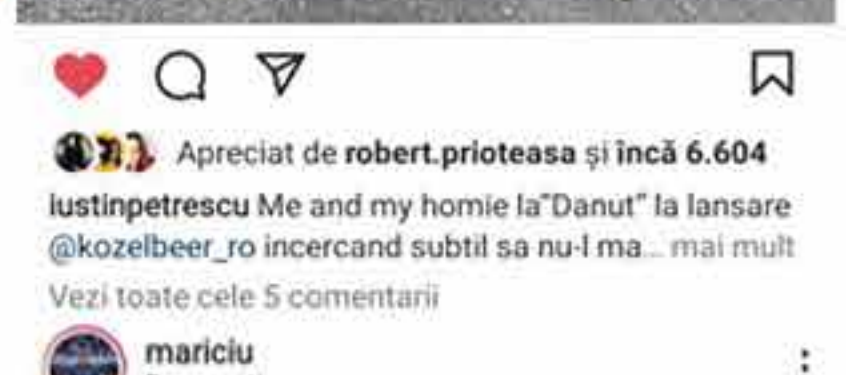 Apreciat de robert.prioteasa și încă 6.604
iustinpetrescu Me and my homie la"Danut" la lansare
@kozelbeer_ro incercand subtil sa nu-l ma... mai mult
Vezi toate cele 5 comentarii
mariciu